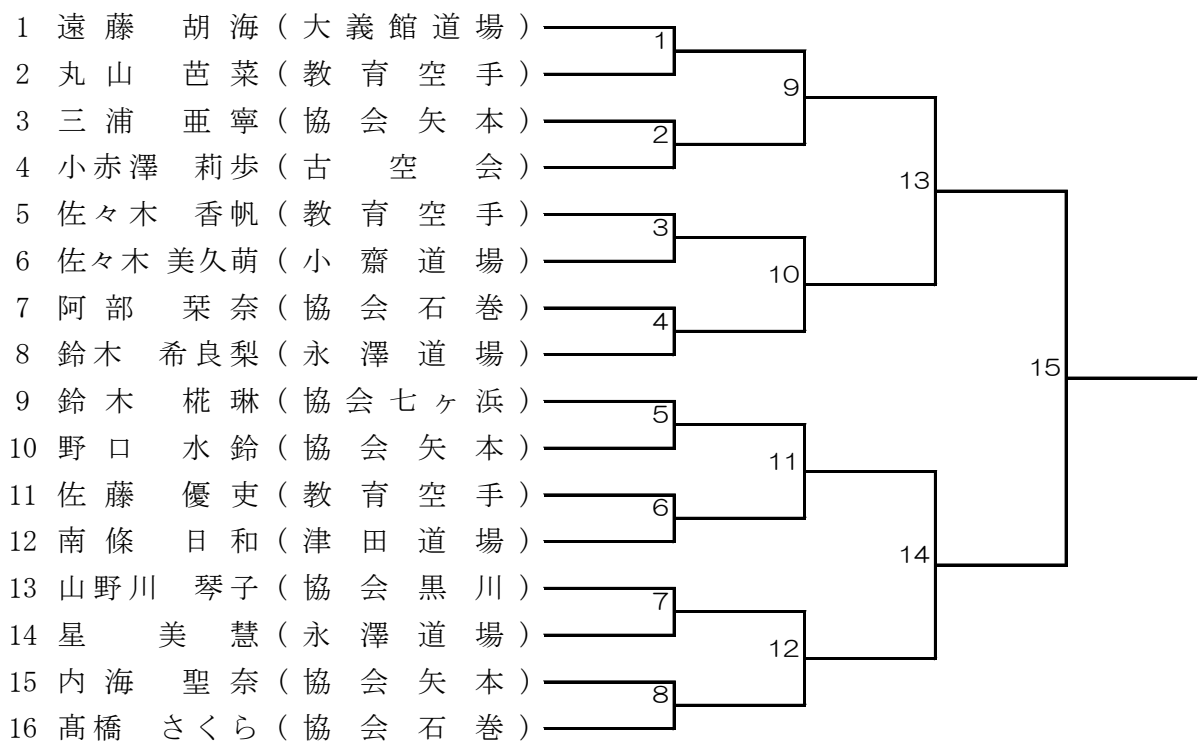 1 遠藤 胡海(大義館道場)
2 丸山 芭菜(教育空手)
3 三浦 亜寧(協会矢本)
4 小赤澤 莉歩(古空会)
5 佐々木 香帆(教育空手)
6 佐々木 美久萌(小齋道場)
7 阿部 栞奈(協会石巻)
8 鈴木 希良梨(永澤道場)
9 鈴木 椛琳(協会七ヶ浜)
10 野口 水鈴(協会矢本)
11 佐藤 優吏(教育空手)
12 南條 日和(津田道場)
13 山野川 琴子(協会黒川)
14 星 美慧(永澤道場)
15 内海 聖奈(協会矢本)
16 髙橋 さくら(協会石巻)
1
2
3
4
5
6
7
8
9
10
11
12
13
14
15